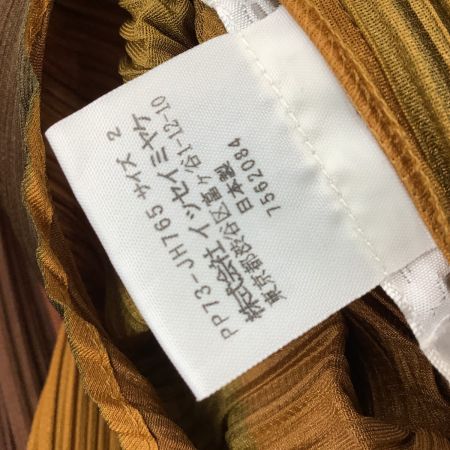 PP73-JH765 サイズ 2
株式会社 イッセイミヤケ
東京都渋谷区富ヶ谷1-12-10
日本製
7562084